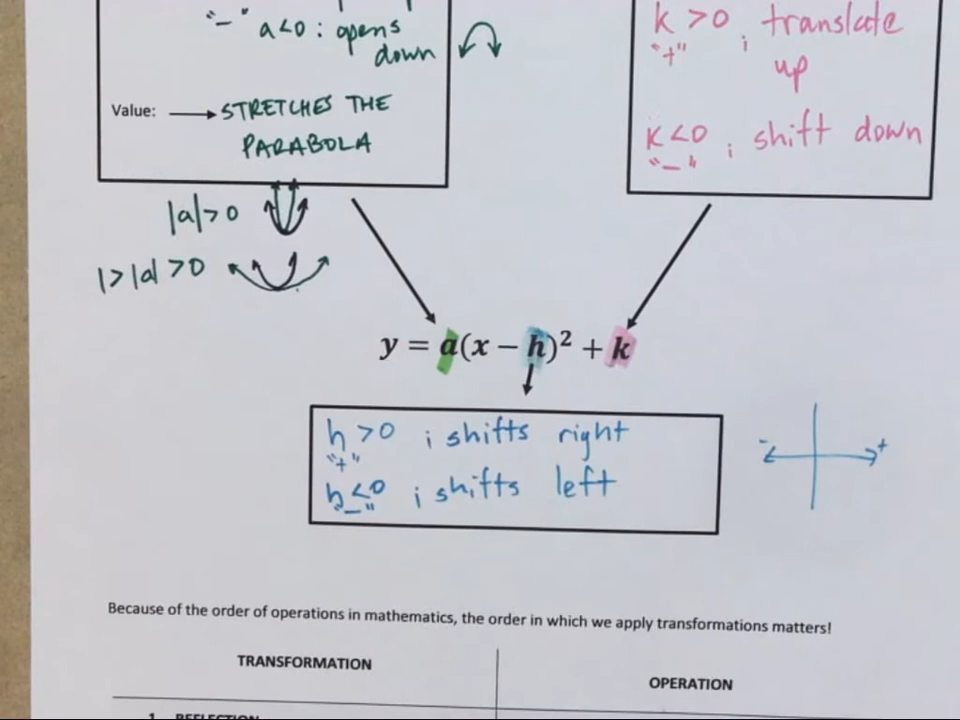 "-" a<0 : opens
down
Value: STRETCHES THE
PARABOLA
|a|>0
1>|a|>0
k >0 ; translate
"+" up
k<0 ; shift down
"-"
y = a(x − h)² + k
h >0 ; shifts right
"+"
h<0 ; shifts left
"-"
- +
Because of the order of operations in mathematics, the order in which we apply transformations matters!
TRANSFORMATION
OPERATION
1. REFLECTION